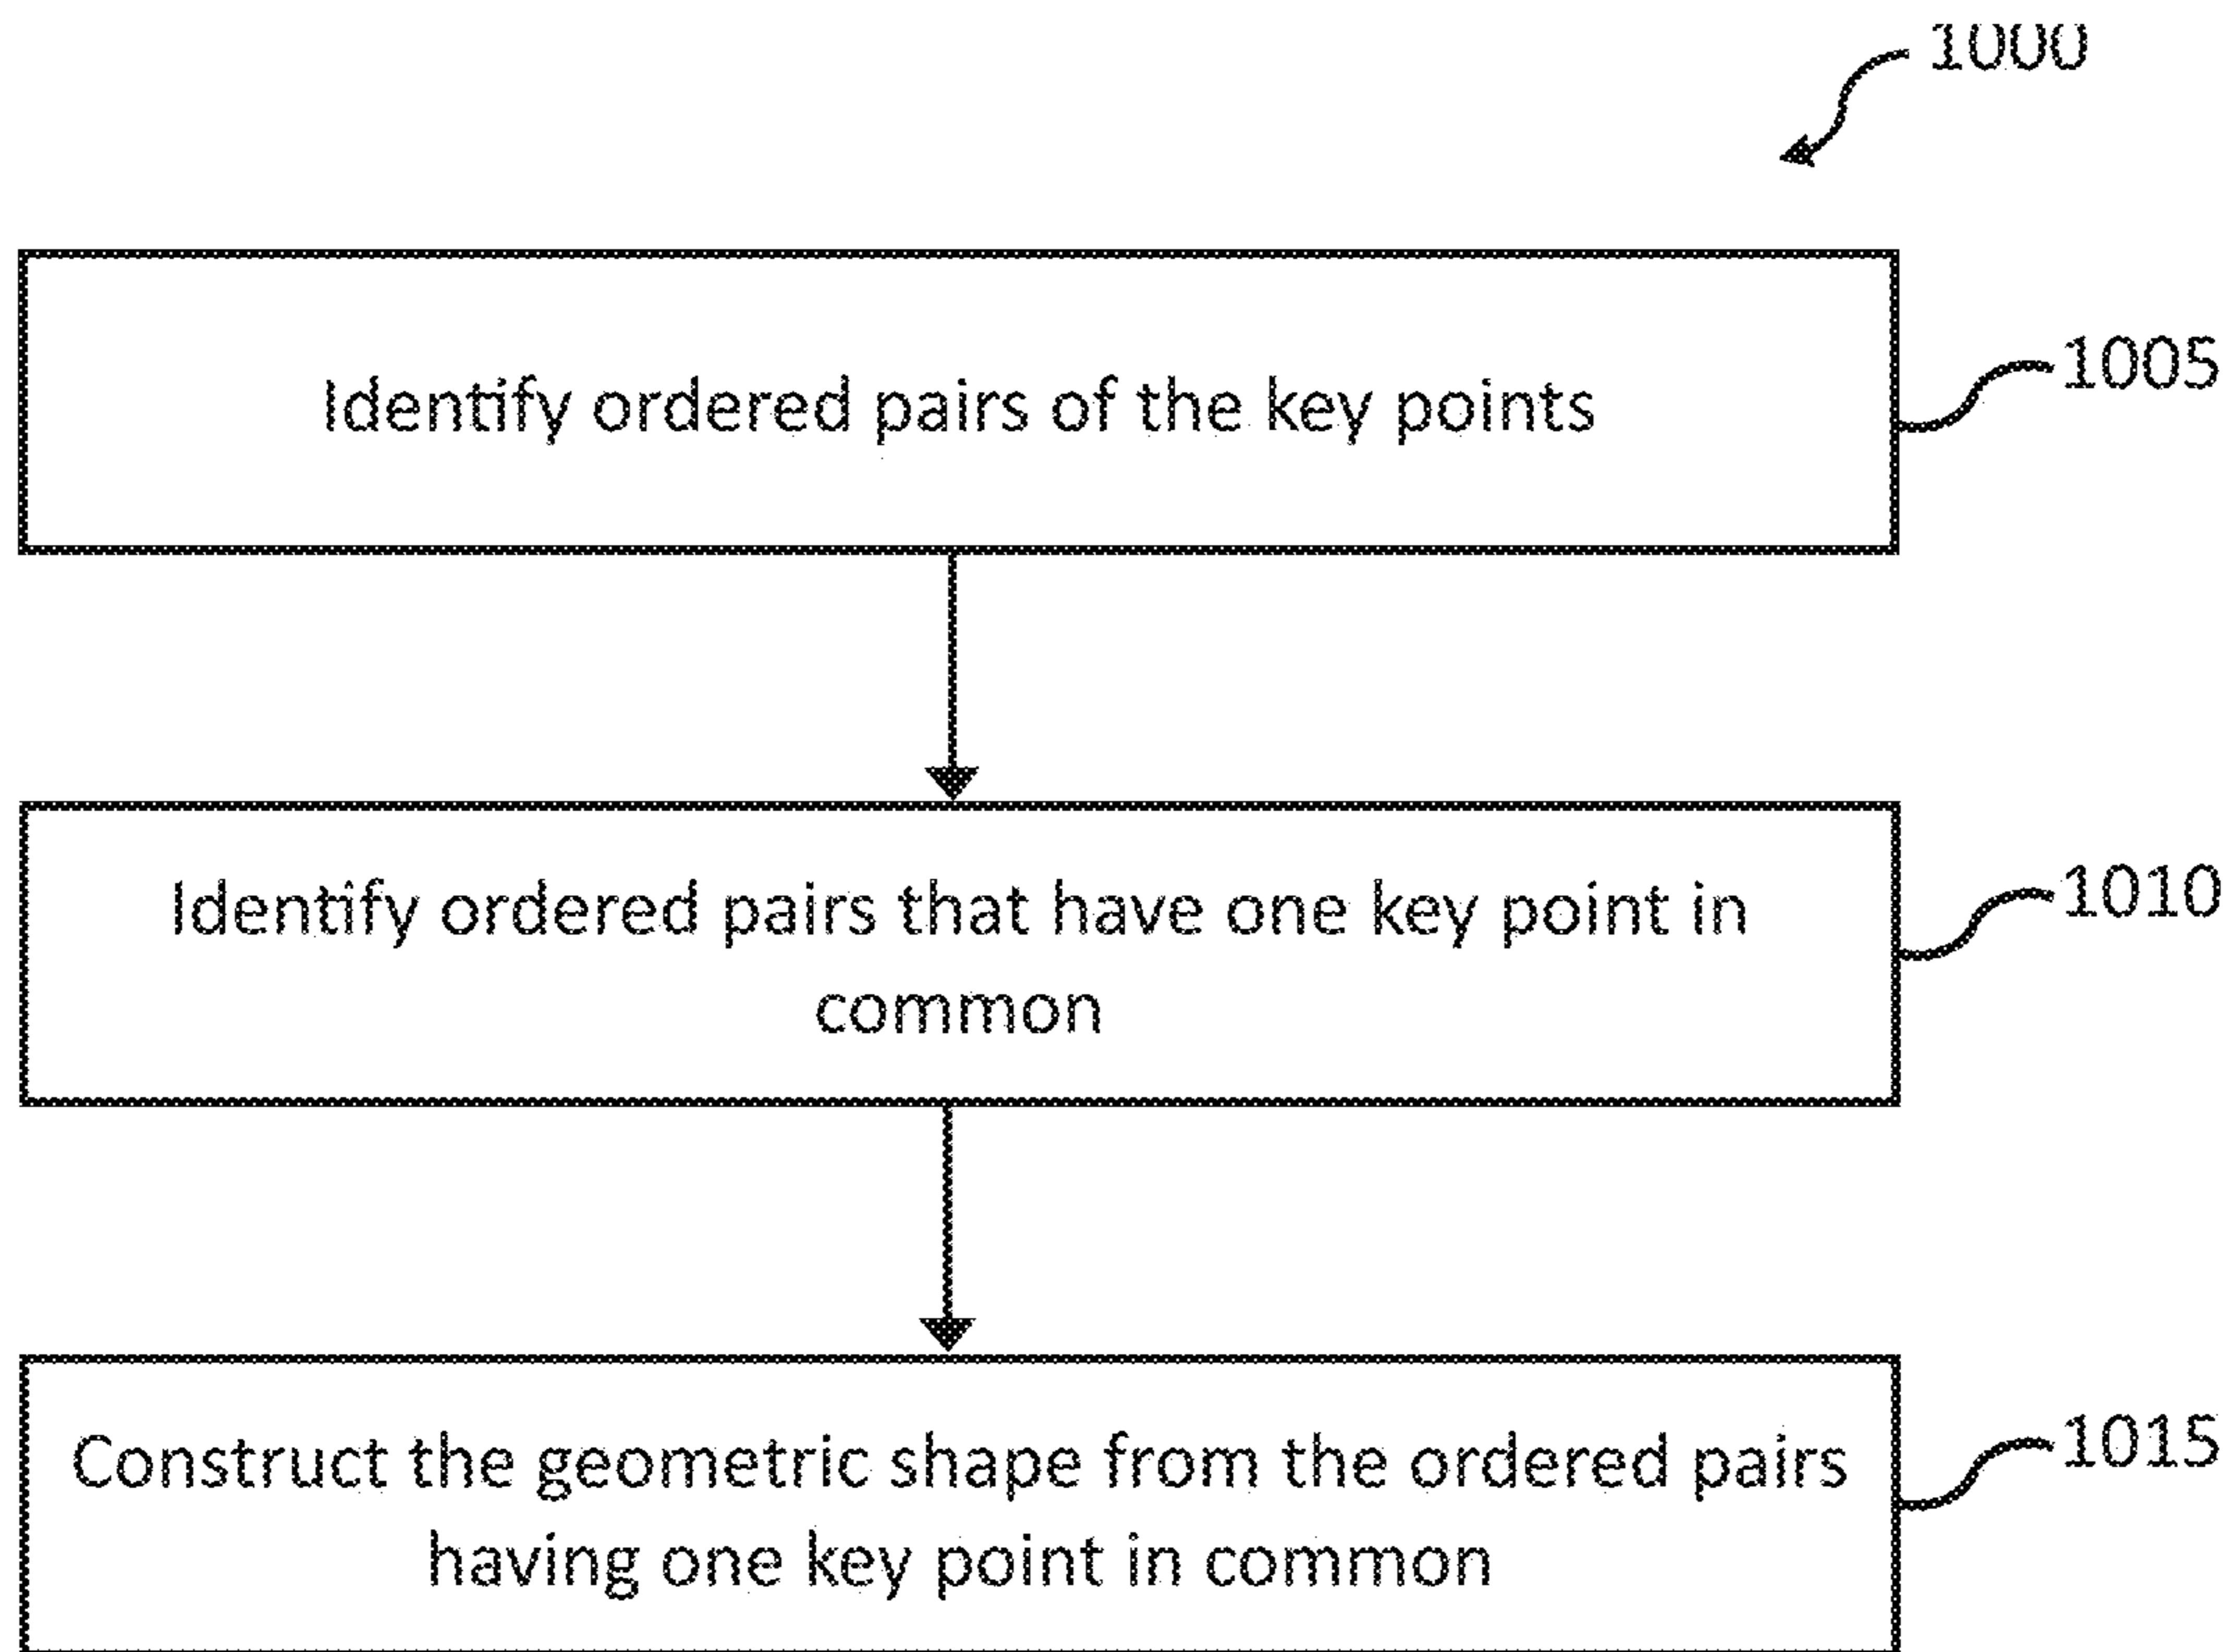 1000
Identify ordered pairs of the key points
1005
Identify ordered pairs that have one key point in
common
1010
Construct the geometric shape from the ordered pairs
having one key point in common
1015